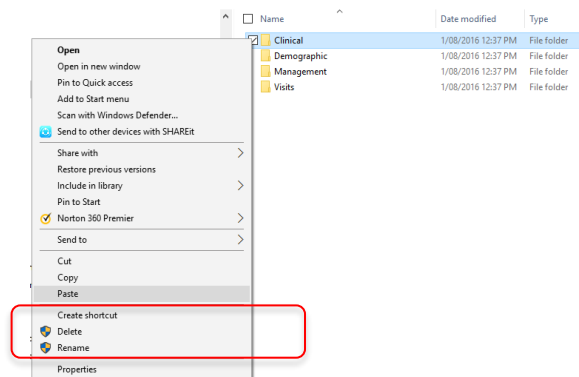 Name Date modified Type
Clinical 1/08/2016 12:37 PM File folder
Demographic 1/08/2016 12:37 PM File folder
Management 1/08/2016 12:37 PM File folder
Visits 1/08/2016 12:37 PM File folder
Open
Open in new window
Pin to Quick access
Add to Start menu
Scan with Windows Defender...
Send to other devices with SHAREit
Share with
Restore previous versions
Include in library
Pin to Start
Norton 360 Premier
Send to
Cut
Copy
Paste
Create shortcut
Delete
Rename
Properties